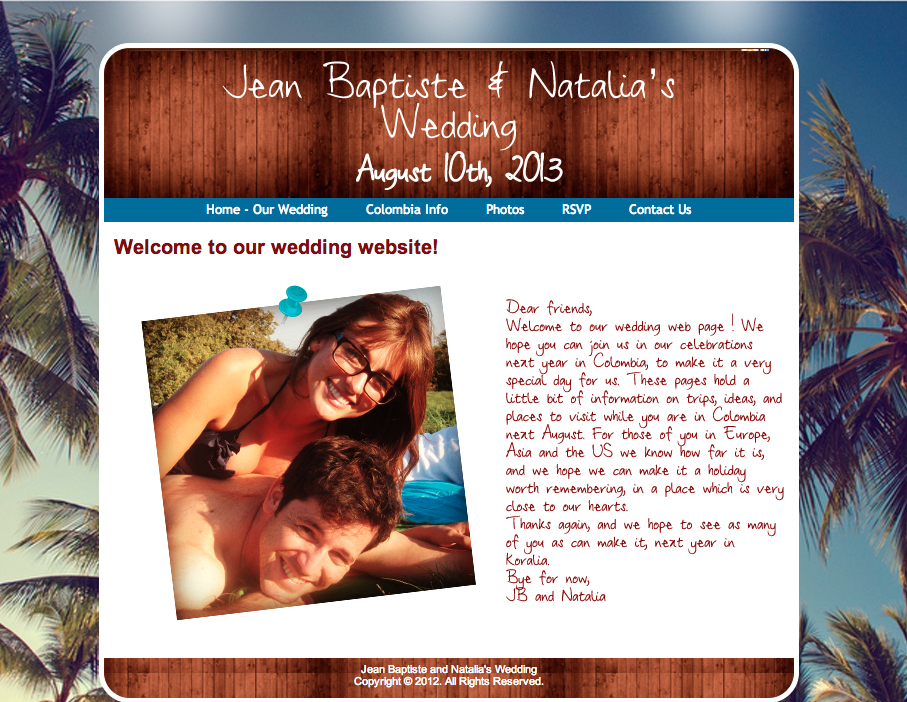 Jean Baptiste & Natalia's
Wedding
August 10th, 2013
Home - Our Wedding Colombia Info Photos RSVP Contact Us
Welcome to our wedding website!
Dear friends,
Welcome to our wedding web page ! We
hope you can join us in our celebrations
next year in Colombia, to make it a very
special day for us. These pages hold a
little bit of information on trips, ideas, and
places to visit while you are in Colombia
next August. For those of you in Europe,
Asia and the US we know how far it is,
and we hope we can make it a holiday
worth remembering, in a place which is very
close to our hearts.
Thanks again, and we hope to see as many
of you as can make it, next year in
Koralia.
Bye for now,
JB and Natalia
Jean Baptiste and Natalia's Wedding
Copyright © 2012. All Rights Reserved.